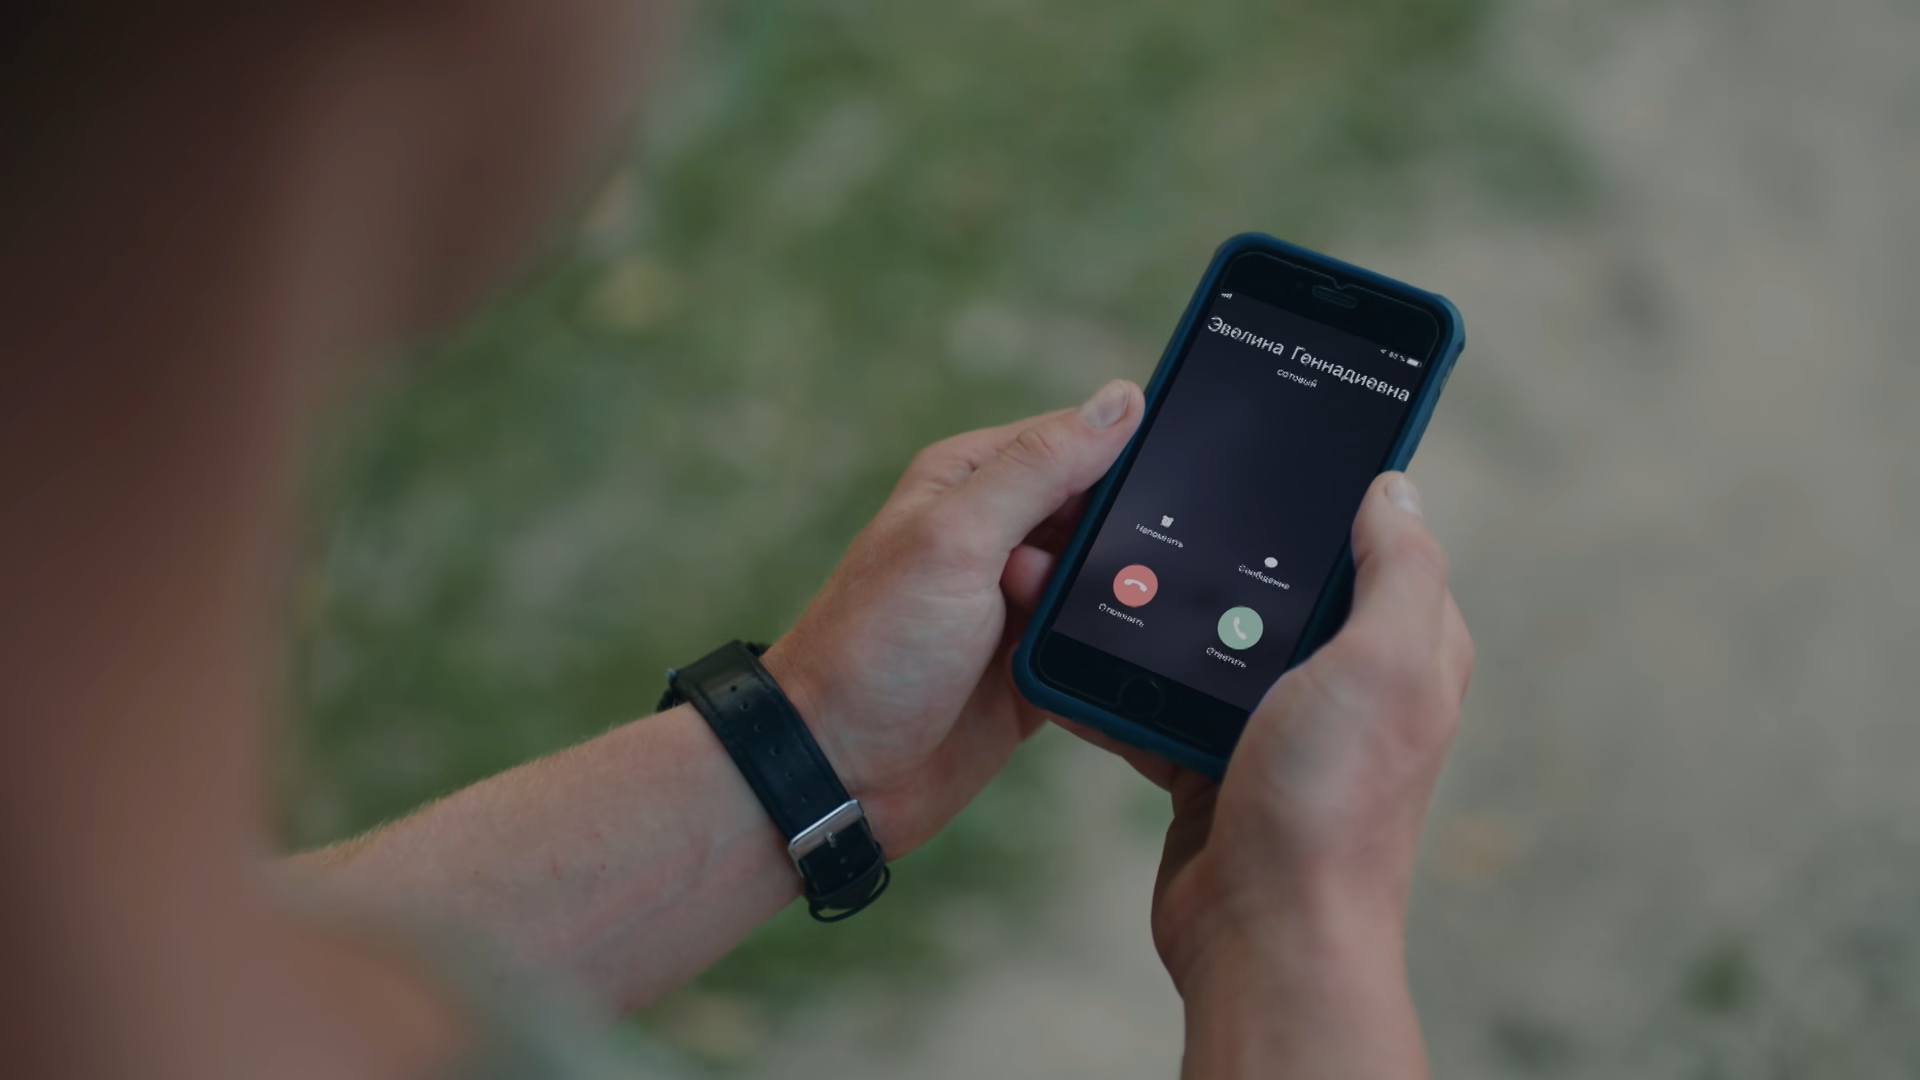 Эвелина Геннадиевна
сотовый
Напомнить
Сообщение
Отклонить
Ответить